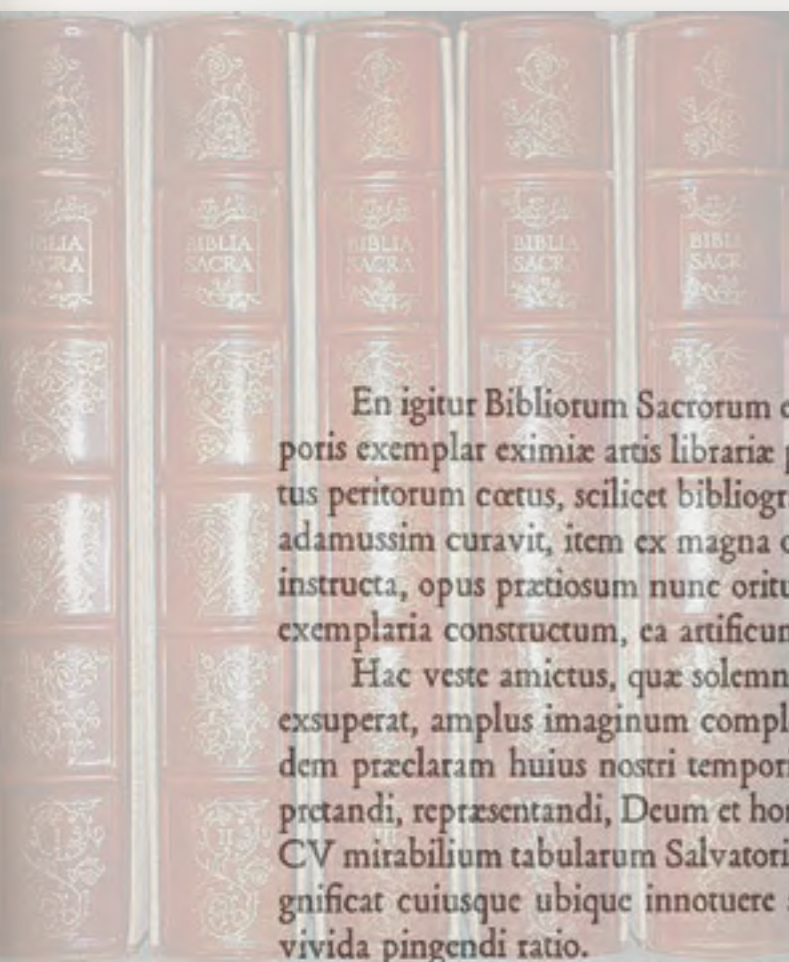 BIBLIA SACRA
BIBLIA SACRA
BIBLIA SACRA
BIBL SACR
I
II
En igitur Bibliorum Sacrorum
poris exemplar eximiæ artis librariæ
tus peritorum cœtus, scilicet bibliogr
adamussim curavit, item ex magna
instructa, opus prætiosum nunc oritu
exemplaria constructum, ea artificum
Hac veste amictus, quæ solemn
exsuperat, amplus imaginum compl
dem præclaram huius nostri tempori
pretandi, repræsentandi, Deum et ho
CV mirabilium tabularum Salvatori
gnificat cuiusque ubique innotuere
vivida pingendi ratio.